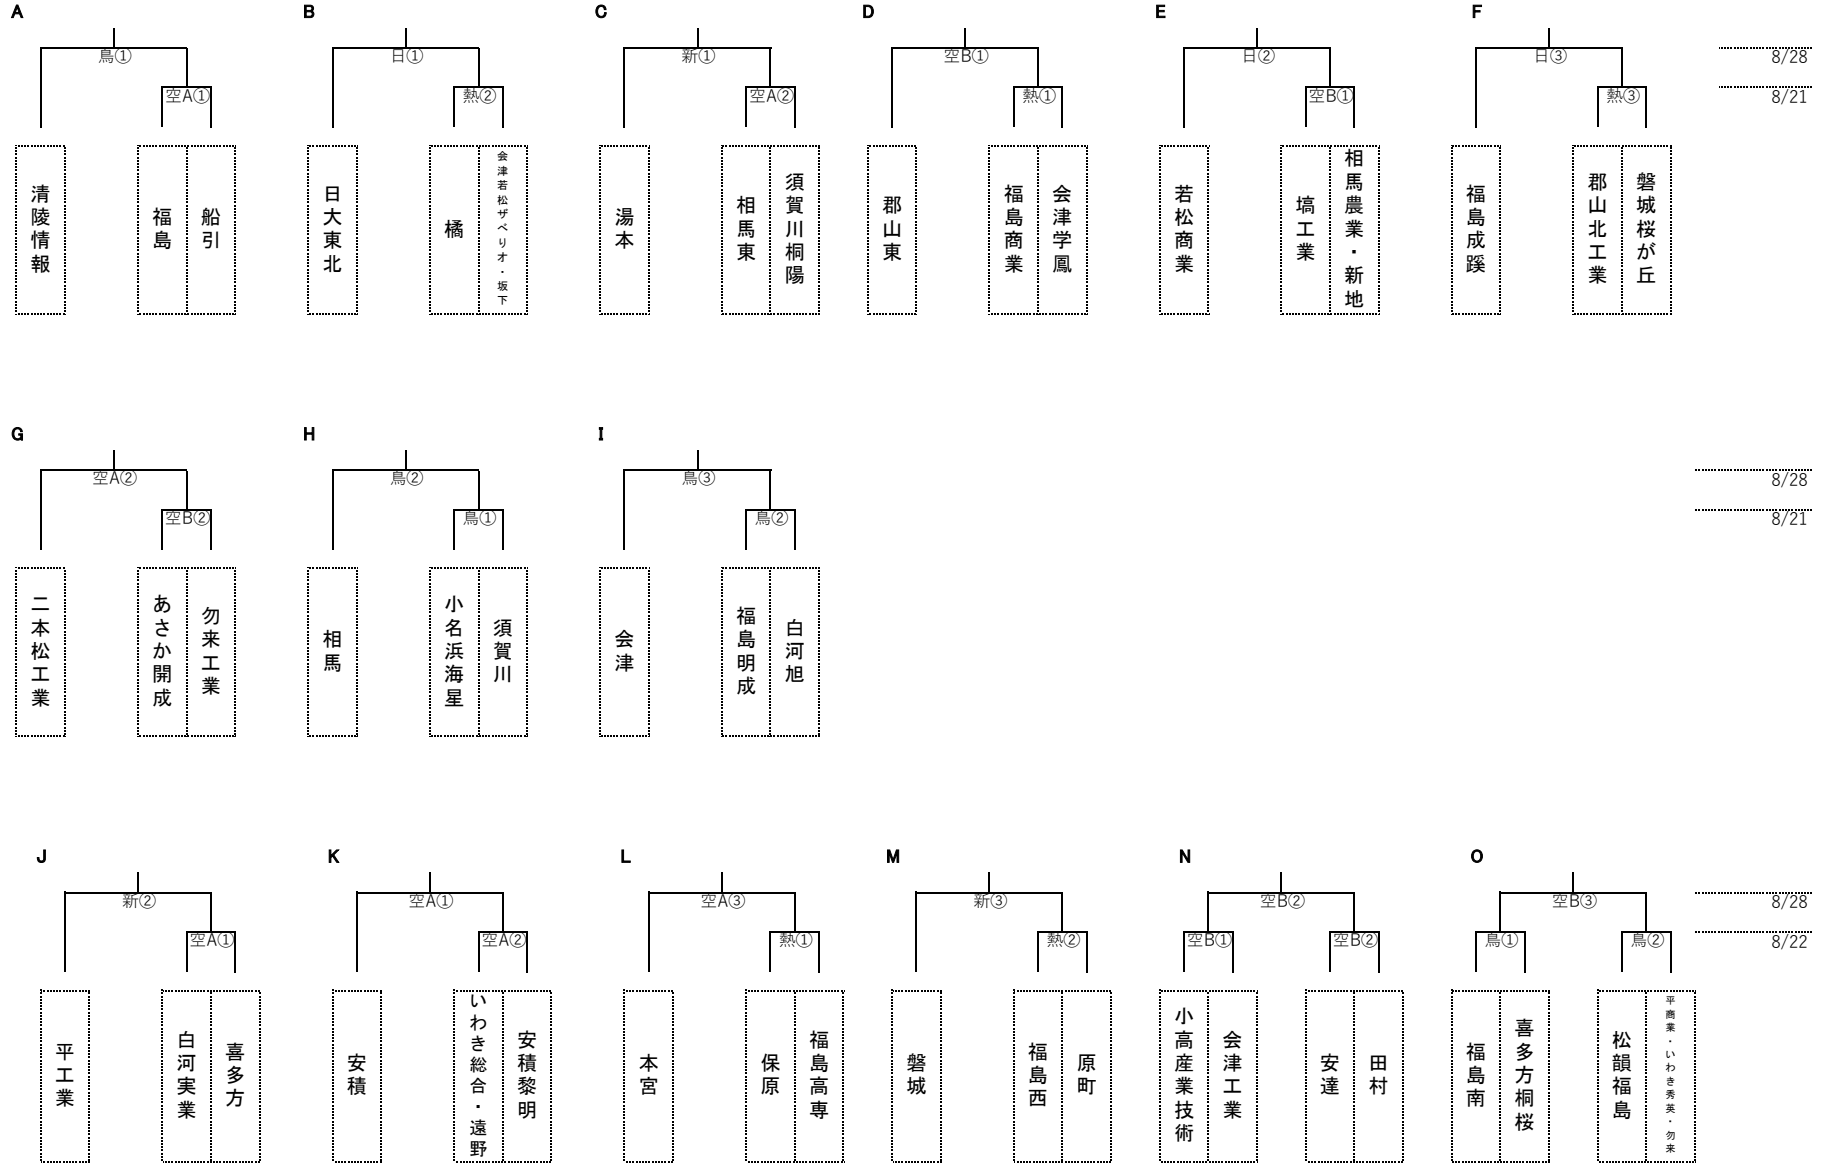 A B C D E F
鳥① 日① 新① 空B① 日② 日③ 8/28
空A① 熱② 空A② 熱① 空B① 熱③ 8/21
清陵情報
福島
船引
日大東北
橘
会津若松ザベリオ・坂下
湯本
相馬東
須賀川桐陽
郡山東
福島商業
会津学鳳
若松商業
塙工業
相馬農業・新地
福島成蹊
郡山北工業
磐城桜が丘
G H I
空A② 鳥② 鳥③ 8/28
空B② 鳥① 鳥② 8/21
二本松工業
あさか開成
勿来工業
相馬
小名浜海星
須賀川
会津
福島明成
白河旭
J K L M N O
新② 空A① 空A③ 新③ 空B② 空B③ 8/28
空A① 空A② 熱① 熱② 空B① 空B② 鳥① 鳥② 8/22
平工業
白河実業
喜多方
安積
いわき総合・遠野
安積黎明
本宮
保原
福島高専
磐城
福島西
原町
小高産業技術
会津工業
安達
田村
福島南
喜多方桐桜
松韻福島
平商業・いわき秀英・勿来